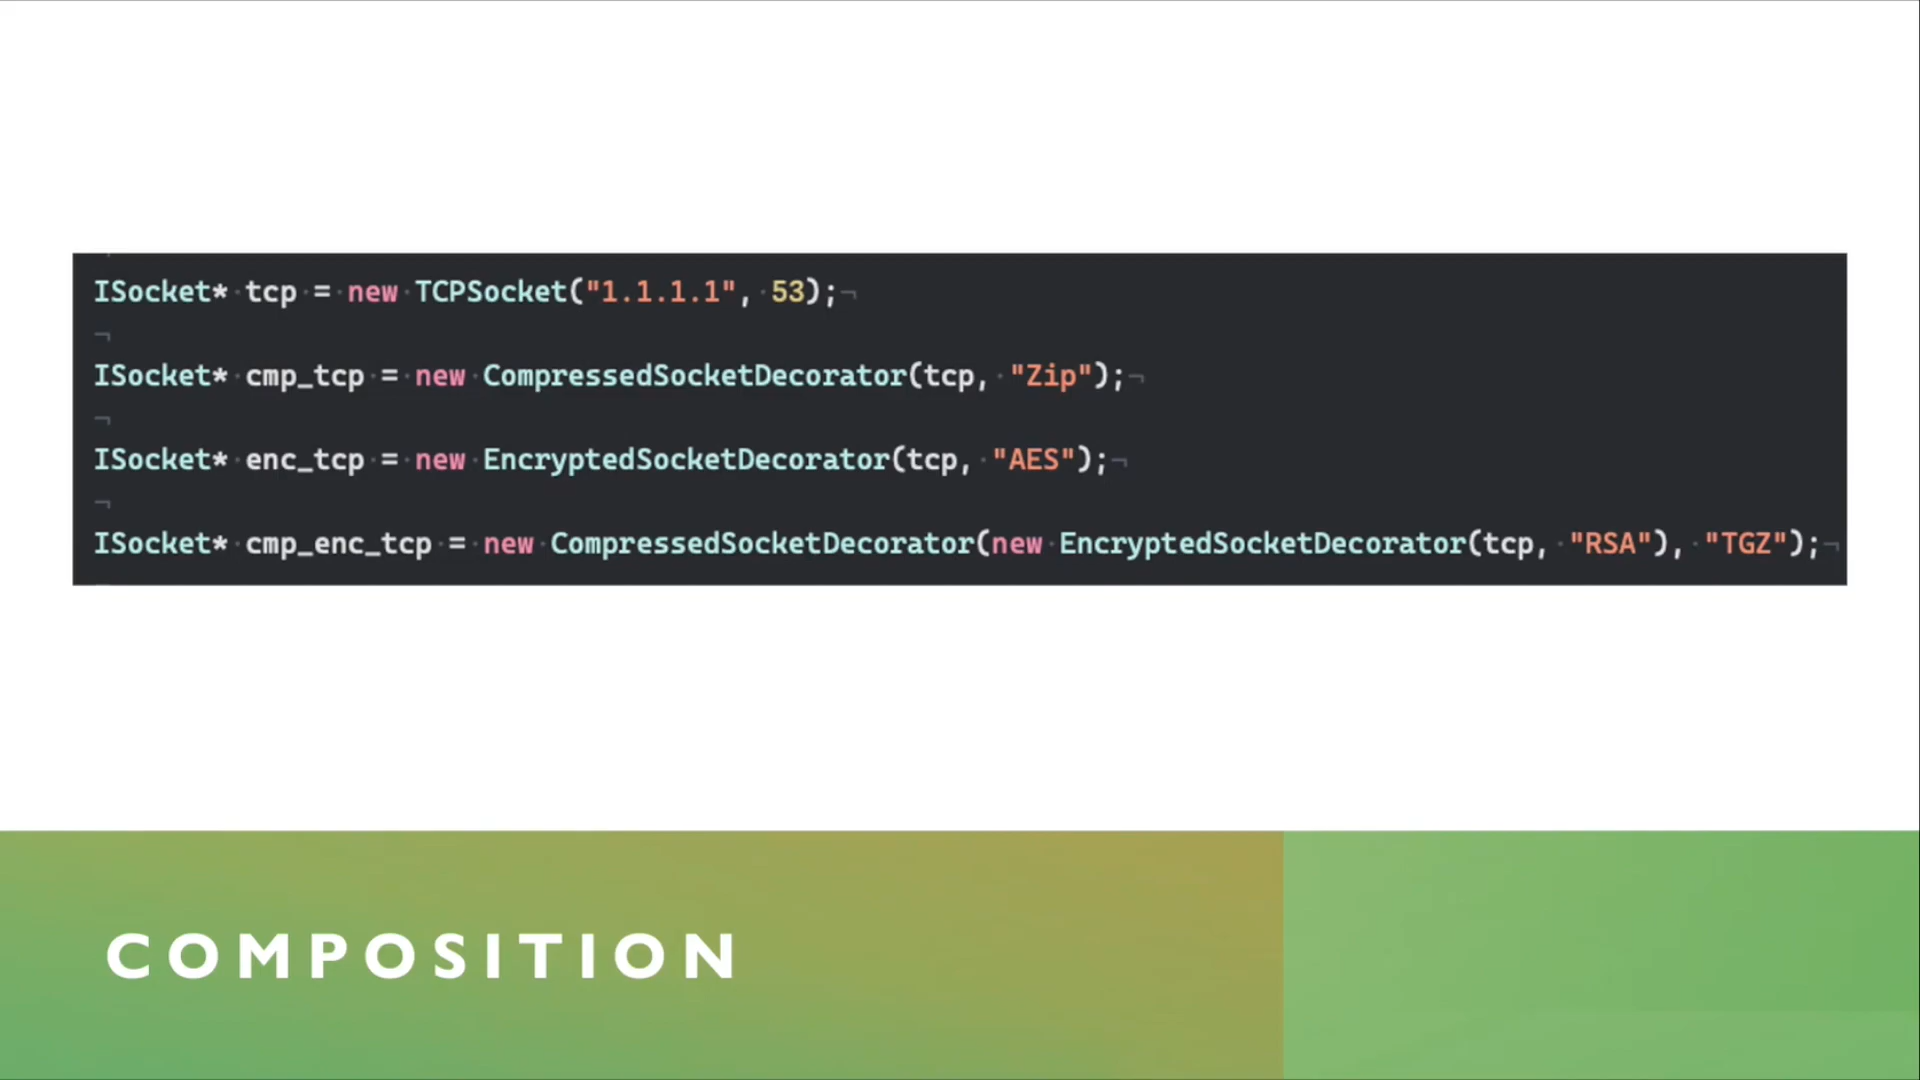 ISocket* tcp = new TCPSocket("1.1.1.1", 53);
ISocket* cmp_tcp = new CompressedSocketDecorator(tcp, "Zip");
ISocket* enc_tcp = new EncryptedSocketDecorator(tcp, "AES");
ISocket* cmp_enc_tcp = new CompressedSocketDecorator(new EncryptedSocketDecorator(tcp, "RSA"), "TGZ");
COMPOSITION